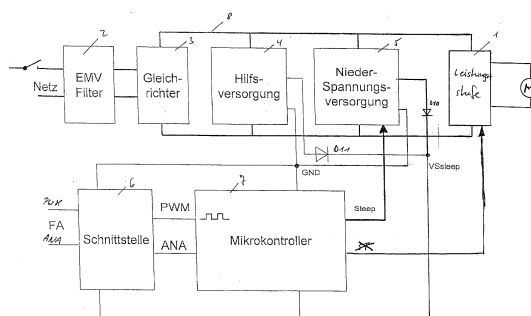 8
2
3
4
5
1
EMV
Filter
Netz
Gleich-
richter
Hilfs-
versorgung
Nieder-
Spannungs-
versorgung
Leistungs-
stufe
M
D10
D11
GND
VSsleep
6
7
PWM
FA
ANA
Schnittstelle
PWM
ANA
Mikrokontroller
Sleep